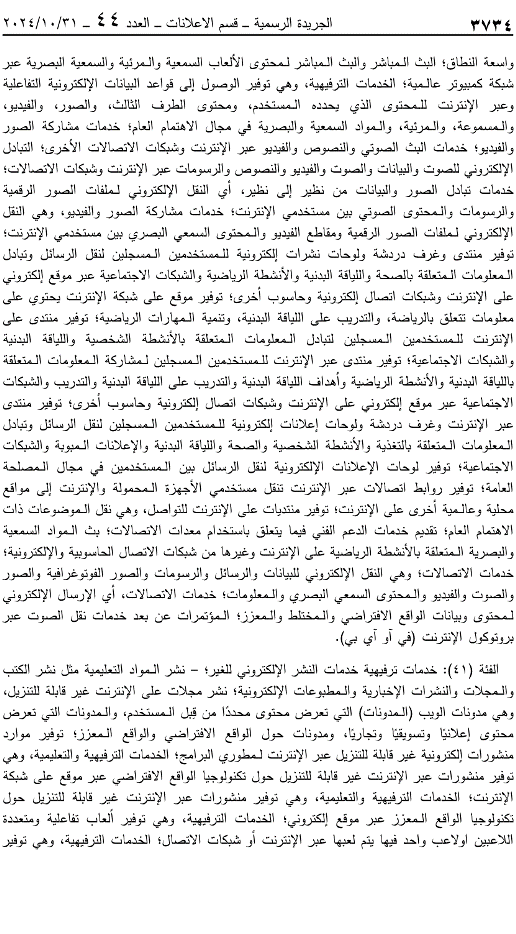 ٣٧٣٤ الجريدة الرسمية – قسم الاعلانات – العدد ٤٤ – ٢٠٢٤/١٠/٣١
واسعة النطاق؛ البث المباشر والبث المباشر لمحتوى الألعاب السمعية والمرئية والسمعية البصرية عبر
شبكة كمبيوتر عالمية؛ الخدمات الترفيهية، وهي توفير الوصول إلى قواعد البيانات الإلكترونية التفاعلية
وعبر الإنترنت للمحتوى الذي يحدده المستخدم، ومحتوى الطرف الثالث، والصور، والفيديو،
والمسموعة، والمرئية، والمواد السمعية والبصرية في مجال الاهتمام العام؛ خدمات مشاركة الصور
والفيديو؛ خدمات البث الصوتي والنصوص والفيديو عبر الإنترنت وشبكات الاتصالات الأخرى؛ التبادل
الإلكتروني للصوت والبيانات والصوت والفيديو والنصوص والرسومات عبر الإنترنت وشبكات الاتصالات؛
خدمات تبادل الصور والبيانات من نظير إلى نظير، أي النقل الإلكتروني لملفات الصور الرقمية
والرسومات والمحتوى الصوتي بين مستخدمي الإنترنت؛ خدمات مشاركة الصور والفيديو، وهي النقل
الإلكتروني لملفات الصور الرقمية ومقاطع الفيديو والمحتوى السمعي البصري بين مستخدمي الإنترنت؛
توفير منتدى وغرف دردشة ولوحات نشرات إلكترونية للمستخدمين المسجلين لنقل الرسائل وتبادل
المعلومات المتعلقة بالصحة واللياقة البدنية والأنشطة الرياضية والشبكات الاجتماعية عبر موقع إلكتروني
على الإنترنت وشبكات اتصال إلكترونية وحاسوب أخرى؛ توفير موقع على شبكة الإنترنت يحتوي على
معلومات تتعلق بالرياضة، والتدريب على اللياقة البدنية، وتنمية المهارات الرياضية؛ توفير منتدى على
الإنترنت للمستخدمين المسجلين لتبادل المعلومات المتعلقة بالأنشطة الشخصية واللياقة البدنية
والشبكات الاجتماعية؛ توفير منتدى عبر الإنترنت للمستخدمين المسجلين لمشاركة المعلومات المتعلقة
باللياقة البدنية والأنشطة الرياضية وأهداف اللياقة البدنية والتدريب على اللياقة البدنية والتدريب والشبكات
الاجتماعية عبر موقع إلكتروني على الإنترنت وشبكات اتصالات إلكترونية وحاسوب أخرى؛ توفير منتدى
عبر الإنترنت وغرف دردشة ولوحات إعلانات إلكترونية للمستخدمين المسجلين لنقل الرسائل وتبادل
المعلومات المتعلقة بالتغذية والأنشطة الشخصية والصحة واللياقة البدنية والإعلانات المبوبة والشبكات
الاجتماعية؛ توفير لوحات الإعلانات الإلكترونية لنقل الرسائل بين المستخدمين في مجال المصلحة
العامة؛ توفير روابط اتصالات عبر الإنترنت تنقل مستخدمي الأجهزة المحمولة والإنترنت إلى مواقع
محلية وعالمية أخرى على الإنترنت؛ توفير منتديات على الإنترنت للتواصل، وهي نقل الموضوعات ذات
الاهتمام العام؛ تقديم خدمات الدعم الفني فيما يتعلق باستخدام معدات الاتصالات؛ بث المواد السمعية
والبصرية المتعلقة بالأنشطة الرياضية على الإنترنت وغيرها من شبكات الاتصال الحاسوبية والإلكترونية؛
خدمات الاتصالات؛ وهي النقل الإلكتروني للبيانات والرسائل والرسومات والصور الفوتوغرافية والصور
والصوت والفيديو والمحتوى السمعي البصري والمعلومات؛ خدمات الاتصالات، أي الإرسال الإلكتروني
لمحتوى وبيانات الواقع الافتراضي والمختلط والمعزز؛ المؤتمرات عن بعد خدمات نقل الصوت عبر
بروتوكول الإنترنت (في آو آي بي).
الفئة (٤١): خدمات ترفيهية خدمات النشر الإلكتروني للغير؛ – نشر المواد التعليمية مثل نشر الكتب
والمجلات والنشرات الإخبارية والمطبوعات الإلكترونية؛ نشر مجلات على الإنترنت غير قابلة للتنزيل،
وهي مدونات الويب (المدونات) التي تعرض محتوى محددًا من قبل المستخدم، والمدونات التي تعرض
محتوى إعلانيًا وتسويقيًا وتجاريًا، ومدونات حول الواقع الافتراضي والواقع المعزز؛ توفير موارد
منشورات إلكترونية غير قابلة للتنزيل عبر الإنترنت لمطوري البرامج؛ الخدمات الترفيهية والتعليمية، وهي
توفير منشورات عبر الإنترنت غير قابلة للتنزيل حول تكنولوجيا الواقع الافتراضي عبر موقع على شبكة
الإنترنت؛ الخدمات الترفيهية والتعليمية، وهي توفير منشورات عبر الإنترنت غير قابلة للتنزيل حول
تكنولوجيا الواقع المعزز عبر موقع إلكتروني؛ الخدمات الترفيهية، وهي توفير ألعاب تفاعلية ومتعددة
اللاعبين اولاعب واحد فيها يتم لعبها عبر الإنترنت أو شبكات الاتصال؛ الخدمات الترفيهية، وهي توفير